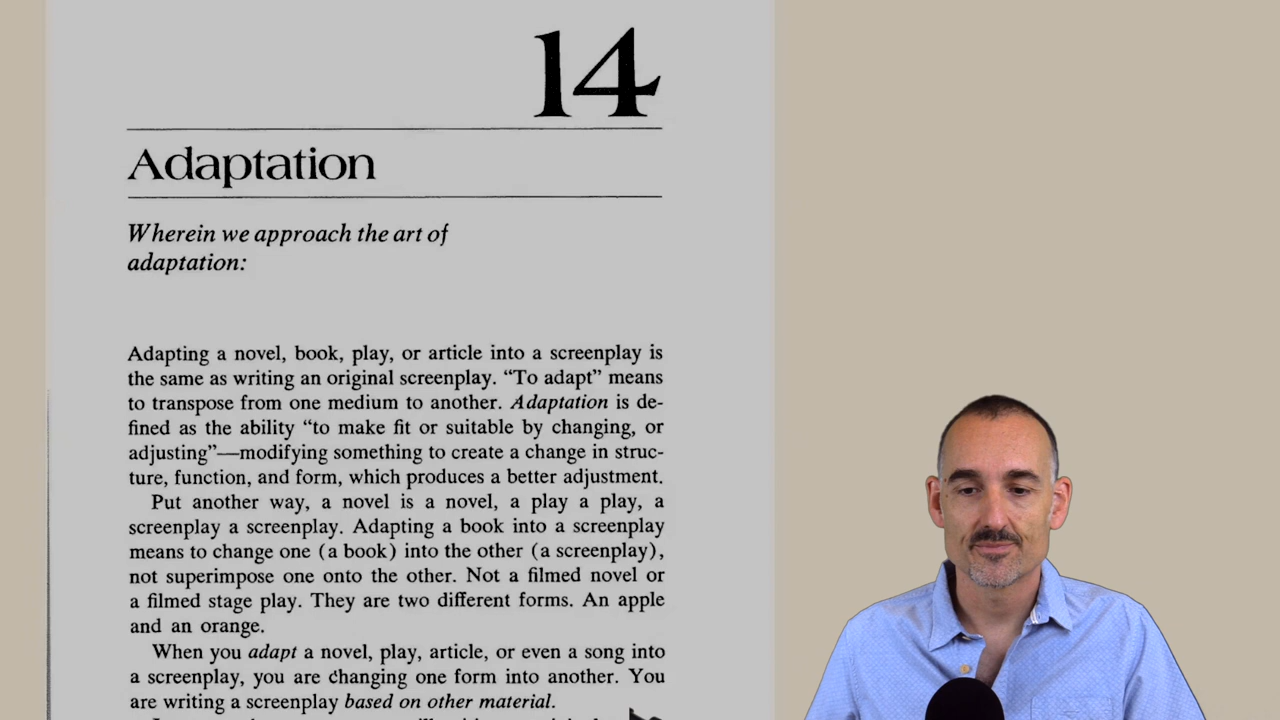 14
Adaptation
Wherein we approach the art of
adaptation:
Adapting a novel, book, play, or article into a screenplay is
the same as writing an original screenplay. “To adapt” means
to transpose from one medium to another. Adaptation is de-
fined as the ability “to make fit or suitable by changing, or
adjusting”—modifying something to create a change in struc-
ture, function, and form, which produces a better adjustment.
Put another way, a novel is a novel, a play a play, a
screenplay a screenplay. Adapting a book into a screenplay
means to change one (a book) into the other (a screenplay),
not superimpose one onto the other. Not a filmed novel or
a filmed stage play. They are two different forms. An apple
and an orange.
When you adapt a novel, play, article, or even a song into
a screenplay, you are changing one form into another. You
are writing a screenplay based on other material.